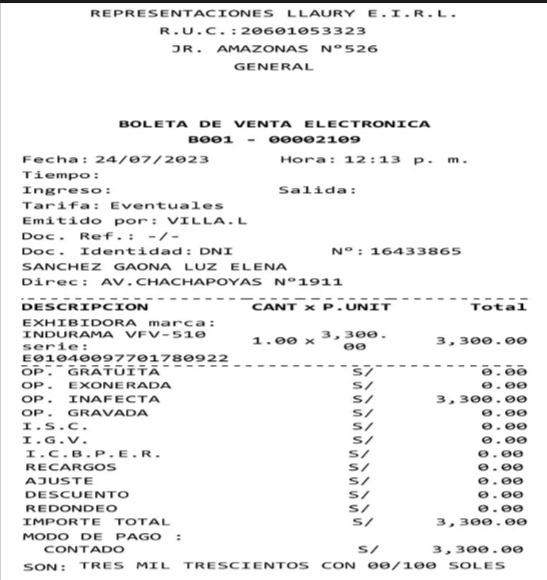 REPRESENTACIONES LLAURY E.I.R.L.
R.U.C.:20601053323
JR. AMAZONAS N°526
GENERAL
BOLETA DE VENTA ELECTRONICA
B001 - 00002109
Fecha: 24/07/2023 Hora: 12:13 p. m.
Tiempo:
Ingreso: Salida:
Tarifa: Eventuales
Emitido por: VILLA.L
Doc. Ref.: -/-
Doc. Identidad: DNI N°: 16433865
SANCHEZ GAONA LUZ ELENA
Direc: AV.CHACHAPOYAS N°1911
DESCRIPCION CANT x P.UNIT Total
EXHIBIDORA marca:
INDURAMA VFV-510 1.00 x 3,300. 3,300.00
serie: 00
E01040097701780922
OP. GRATUITA S/ 0.00
OP. EXONERADA S/ 0.00
OP. INAFECTA S/ 3,300.00
OP. GRAVADA S/ 0.00
I.S.C. S/ 0.00
I.G.V. S/ 0.00
I.C.B.P.E.R. S/ 0.00
RECARGOS S/ 0.00
AJUSTE S/ 0.00
DESCUENTO S/ 0.00
REDONDEO S/ 0.00
IMPORTE TOTAL S/ 3,300.00
MODO DE PAGO :
CONTADO S/ 3,300.00
SON: TRES MIL TRESCIENTOS CON 00/100 SOLES